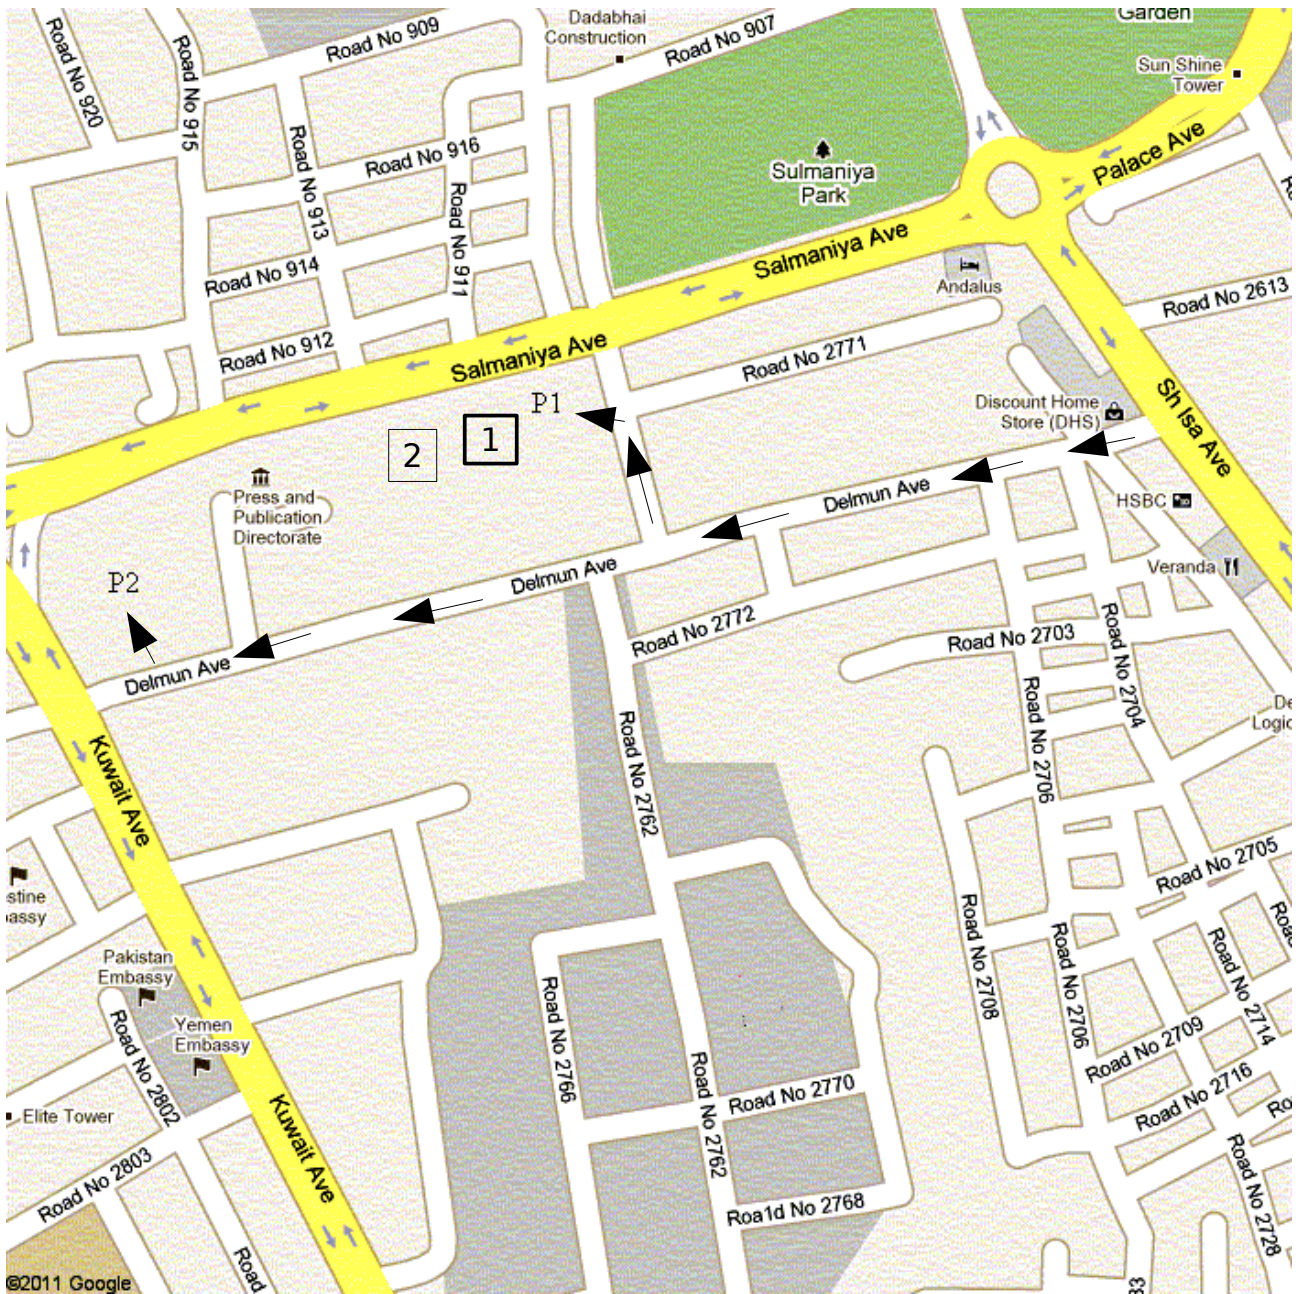 Garden
Dadabhai
Construction
Road No 909
Road No 907
Road No 920
Road No 915
Sun Shine
Tower
Road No 913
Road No 916
Sulmaniya
Park
Palace Ave
Road No 911
Road No 914
Salmaniya Ave
Andalus
Road No 2613
Road No 912
Salmaniya Ave
Road No 2771
P1
Discount Home
Store (DHS)
Sh Isa Ave
2
1
Press and
Publication
Directorate
Delmun Ave
HSBC
Veranda
P2
Delmun Ave
Road No 2772
Road No 2703
Road No 2704
Delmun Ave
Road No 2706
De
Logic
Road No 2762
Kuwait Ave
Road No 2705
stine
bassy
Road No 2708
Road No 2706
Road No 2714
Pakistan
Embassy
Yemen
Embassy
Road No 2766
Road No 2709
Road No 2802
Road No 2762
Road No 2770
Road No 2716
Ro
Elite Tower
Kuwait Ave
Road No 2803
Roa1d No 2768
Road No 2728
Road
©2011 Google